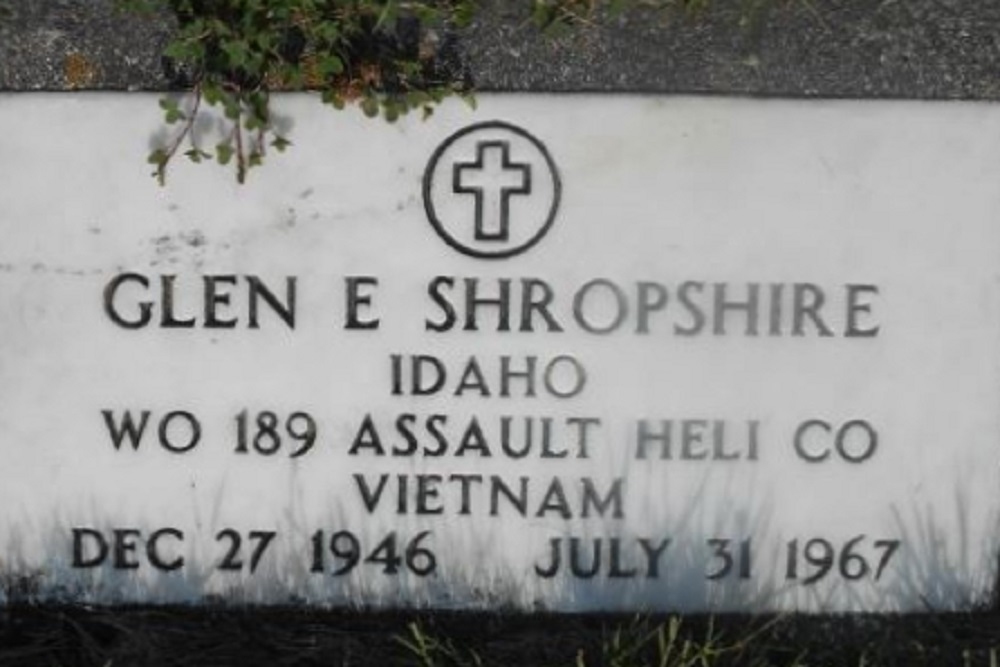 GLEN E SHROPSHIRE
IDAHO
WO 189 ASSAULT HELI CO
VIETNAM
DEC 27 1946 JULY 31 1967